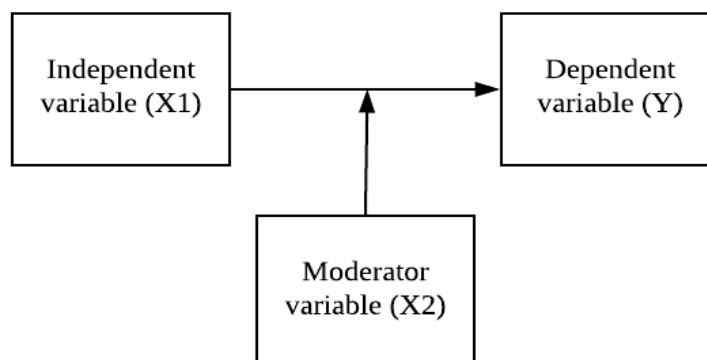 Independent
variable (X1)
Dependent
variable (Y)
Moderator
variable (X2)